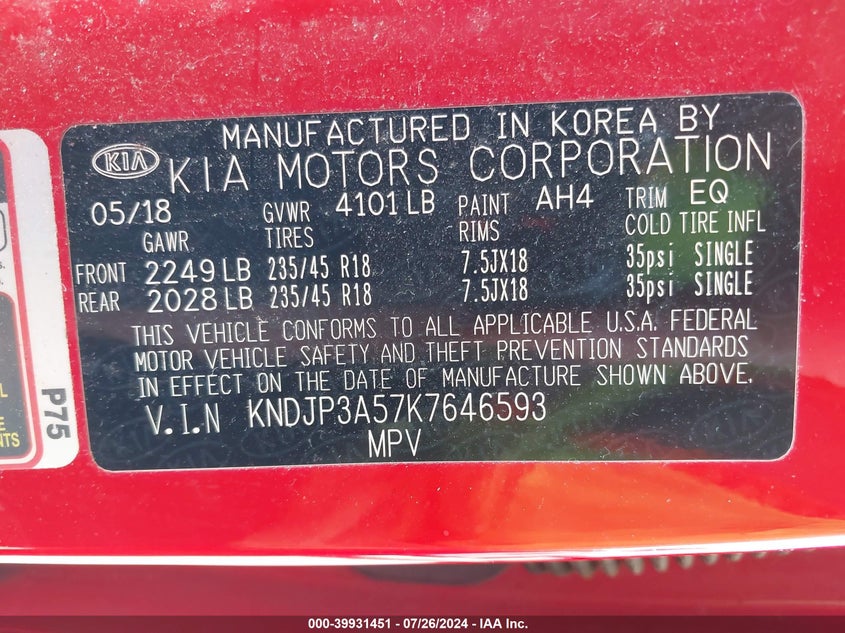 MANUFACTURED IN KOREA BY
KIA
KIA MOTORS CORPORATION
05/18 GVWR 4101 LB PAINT AH4 TRIM EQ
GAWR TIRES RIMS COLD TIRE INFL
FRONT 2249 LB 235/45 R18 7.5JX18 35psi SINGLE
REAR 2028 LB 235/45 R18 7.5JX18 35psi SINGLE
THIS VEHICLE CONFORMS TO ALL APPLICABLE U.S.A. FEDERAL
MOTOR VEHICLE SAFETY AND THEFT PREVENTION STANDARDS
IN EFFECT ON THE DATE OF MANUFACTURE SHOWN ABOVE.
V.I.N KNDJP3A57K7646593
MPV
P75
000-39931451 - 07/26/2024 - IAA Inc.